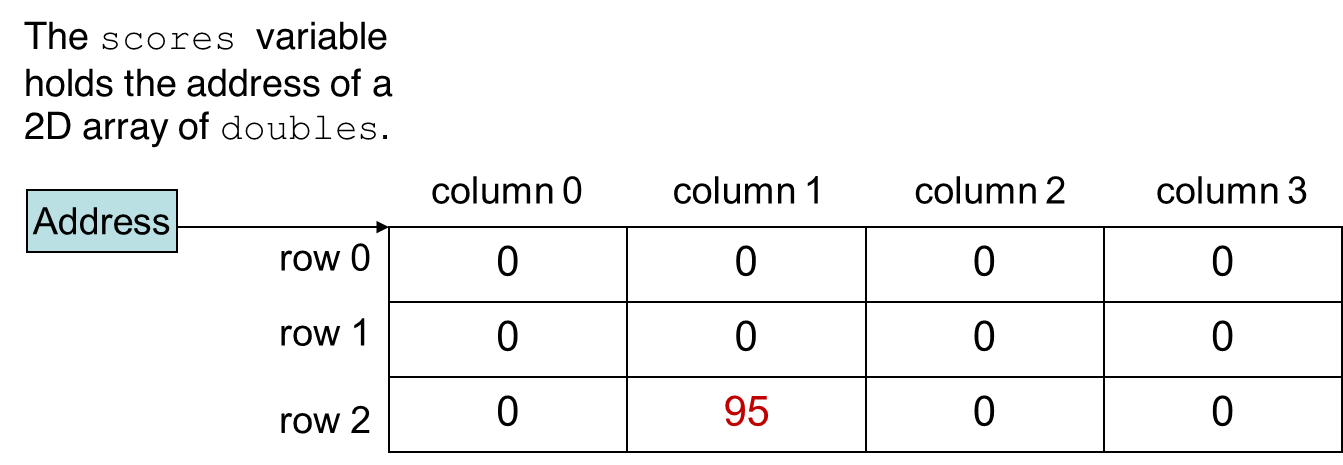 The scores variable
holds the address of a
2D array of doubles.
column 0 column 1 column 2 column 3
Address
row 0 0 0 0 0
row 1 0 0 0 0
row 2 0 95 0 0